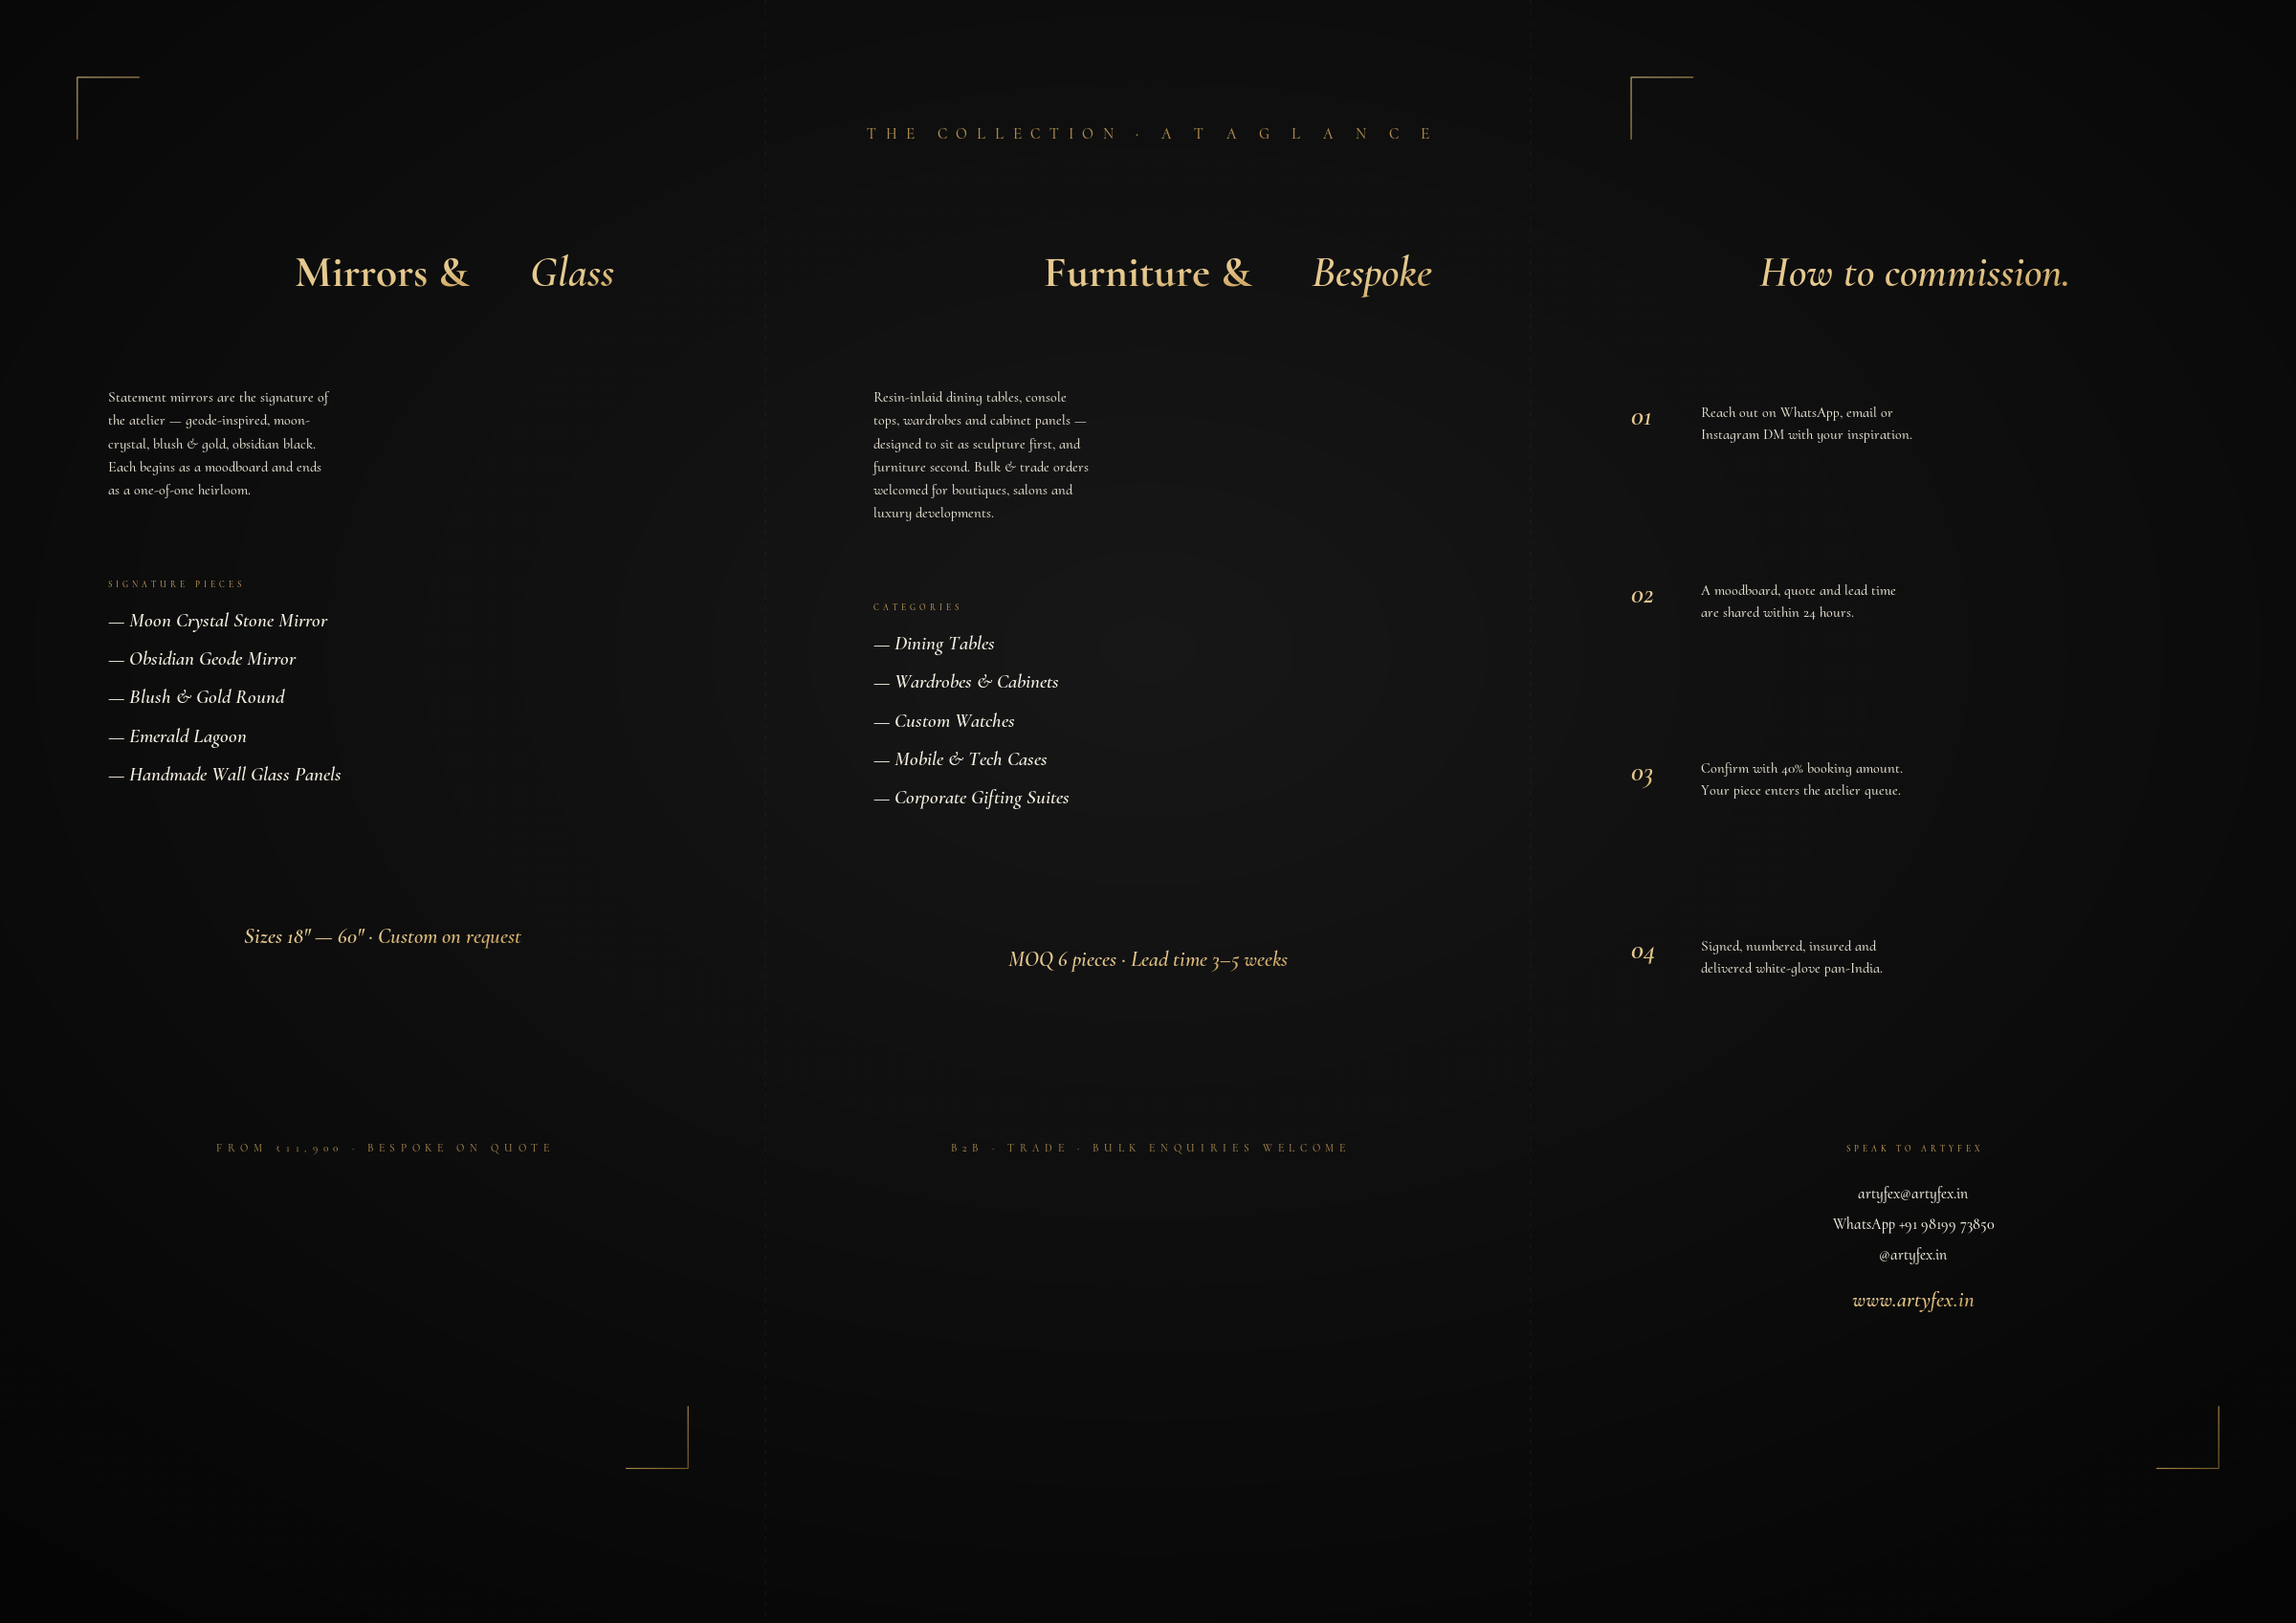 THE COLLECTION · A T A G L A N C E
Mirrors & Glass
Statement mirrors are the signature of
the atelier — geode-inspired, moon-
crystal, blush & gold, obsidian black.
Each begins as a moodboard and ends
as a one-of-one heirloom.
SIGNATURE PIECES
— Moon Crystal Stone Mirror
— Obsidian Geode Mirror
— Blush & Gold Round
— Emerald Lagoon
— Handmade Wall Glass Panels
Sizes 18" — 60" · Custom on request
FROM ₹11,900 · BESPOKE ON QUOTE
Furniture & Bespoke
Resin-inlaid dining tables, console
tops, wardrobes and cabinet panels —
designed to sit as sculpture first, and
furniture second. Bulk & trade orders
welcomed for boutiques, salons and
luxury developments.
CATEGORIES
— Dining Tables
— Wardrobes & Cabinets
— Custom Watches
— Mobile & Tech Cases
— Corporate Gifting Suites
MOQ 6 pieces · Lead time 3–5 weeks
B2B · TRADE · BULK ENQUIRIES WELCOME
How to commission.
01
Reach out on WhatsApp, email or
Instagram DM with your inspiration.
02
A moodboard, quote and lead time
are shared within 24 hours.
03
Confirm with 40% booking amount.
Your piece enters the atelier queue.
04
Signed, numbered, insured and
delivered white-glove pan-India.
SPEAK TO ARTYFEX
artyfex@artyfex.in
WhatsApp +91 98199 73850
@artyfex.in
www.artyfex.in